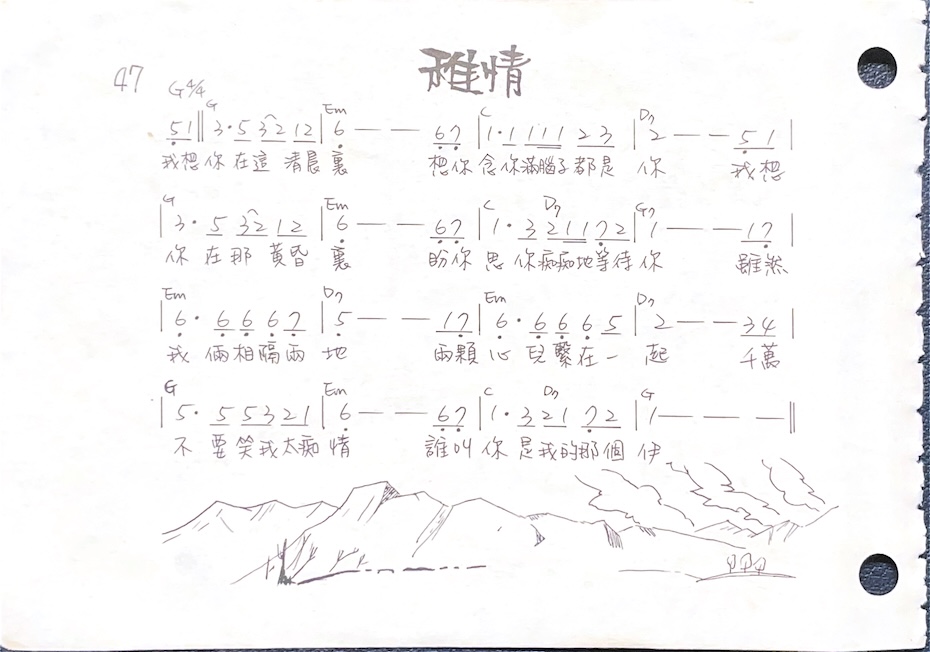 雅情
47 G4/4
G Em C D7
5 1 || 3 · 5 3 2 1 2 | 6 — — 6 7 | 1 · 1 1 1 1 2 3 | 2 — — 5 1 |
我想你在這清晨裏 想你念你滿腦子都是你 我想
G Em C D7 G7
| 3 · 5 3 2 1 2 | 6 — — 6 7 | 1 · 3 2 1 1 7 2 | 1 — — 1 7 |
你在那黃昏裏 盼你思你痴痴地等待你 雖然
Em D7 Em D7
| 6 · 6 6 6 7 | 5 — — 1 7 | 6 · 6 6 6 5 | 2 — — 3 4 |
我倆相隔兩地 兩顆心兒繫在一起 千萬
G Em C D7 G
| 5 · 5 5 3 2 1 | 6 — — 6 7 | 1 · 3 2 1 7 2 | 1 — — — ||
不要笑我太痴情 誰叫你是我的那個伊